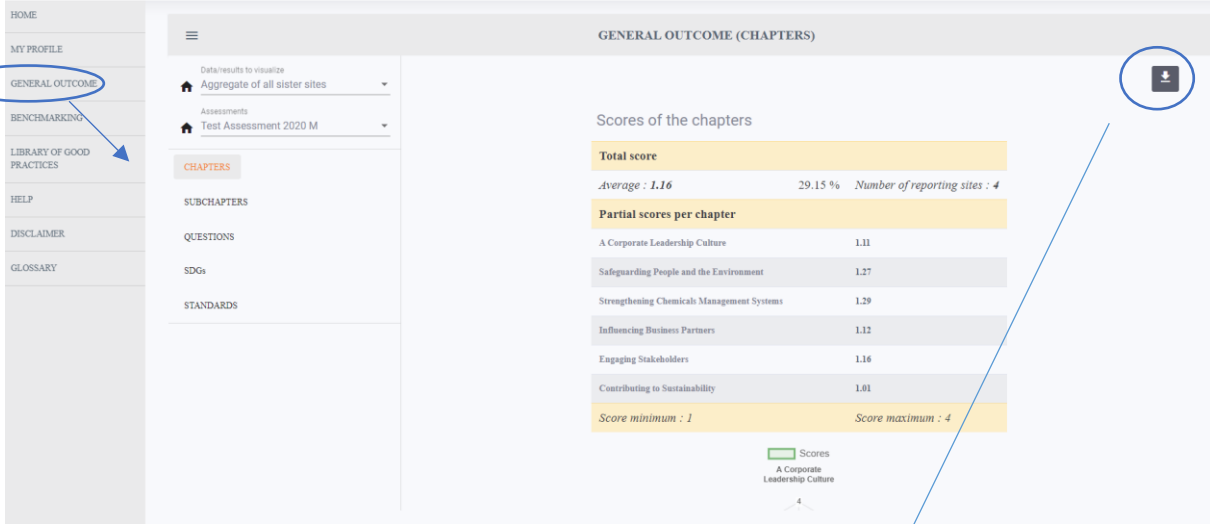 HOME
MY PROFILE
GENERAL OUTCOME
BENCHMARKING
LIBRARY OF GOOD
PRACTICES
HELP
DISCLAIMER
GLOSSARY
GENERAL OUTCOME (CHAPTERS)
Data/results to visualize
Aggregate of all sister sites
Assessments
Test Assessment 2020 M
CHAPTERS
SUBCHAPTERS
QUESTIONS
SDGs
STANDARDS
Scores of the chapters
Total score
Average : 1.16 29.15 % Number of reporting sites : 4
Partial scores per chapter
A Corporate Leadership Culture 1.11
Safeguarding People and the Environment 1.27
Strengthening Chemicals Management Systems 1.29
Influencing Business Partners 1.12
Engaging Stakeholders 1.16
Contributing to Sustainability 1.01
Score minimum : 1 Score maximum : 4
Scores
A Corporate
Leadership Culture
4